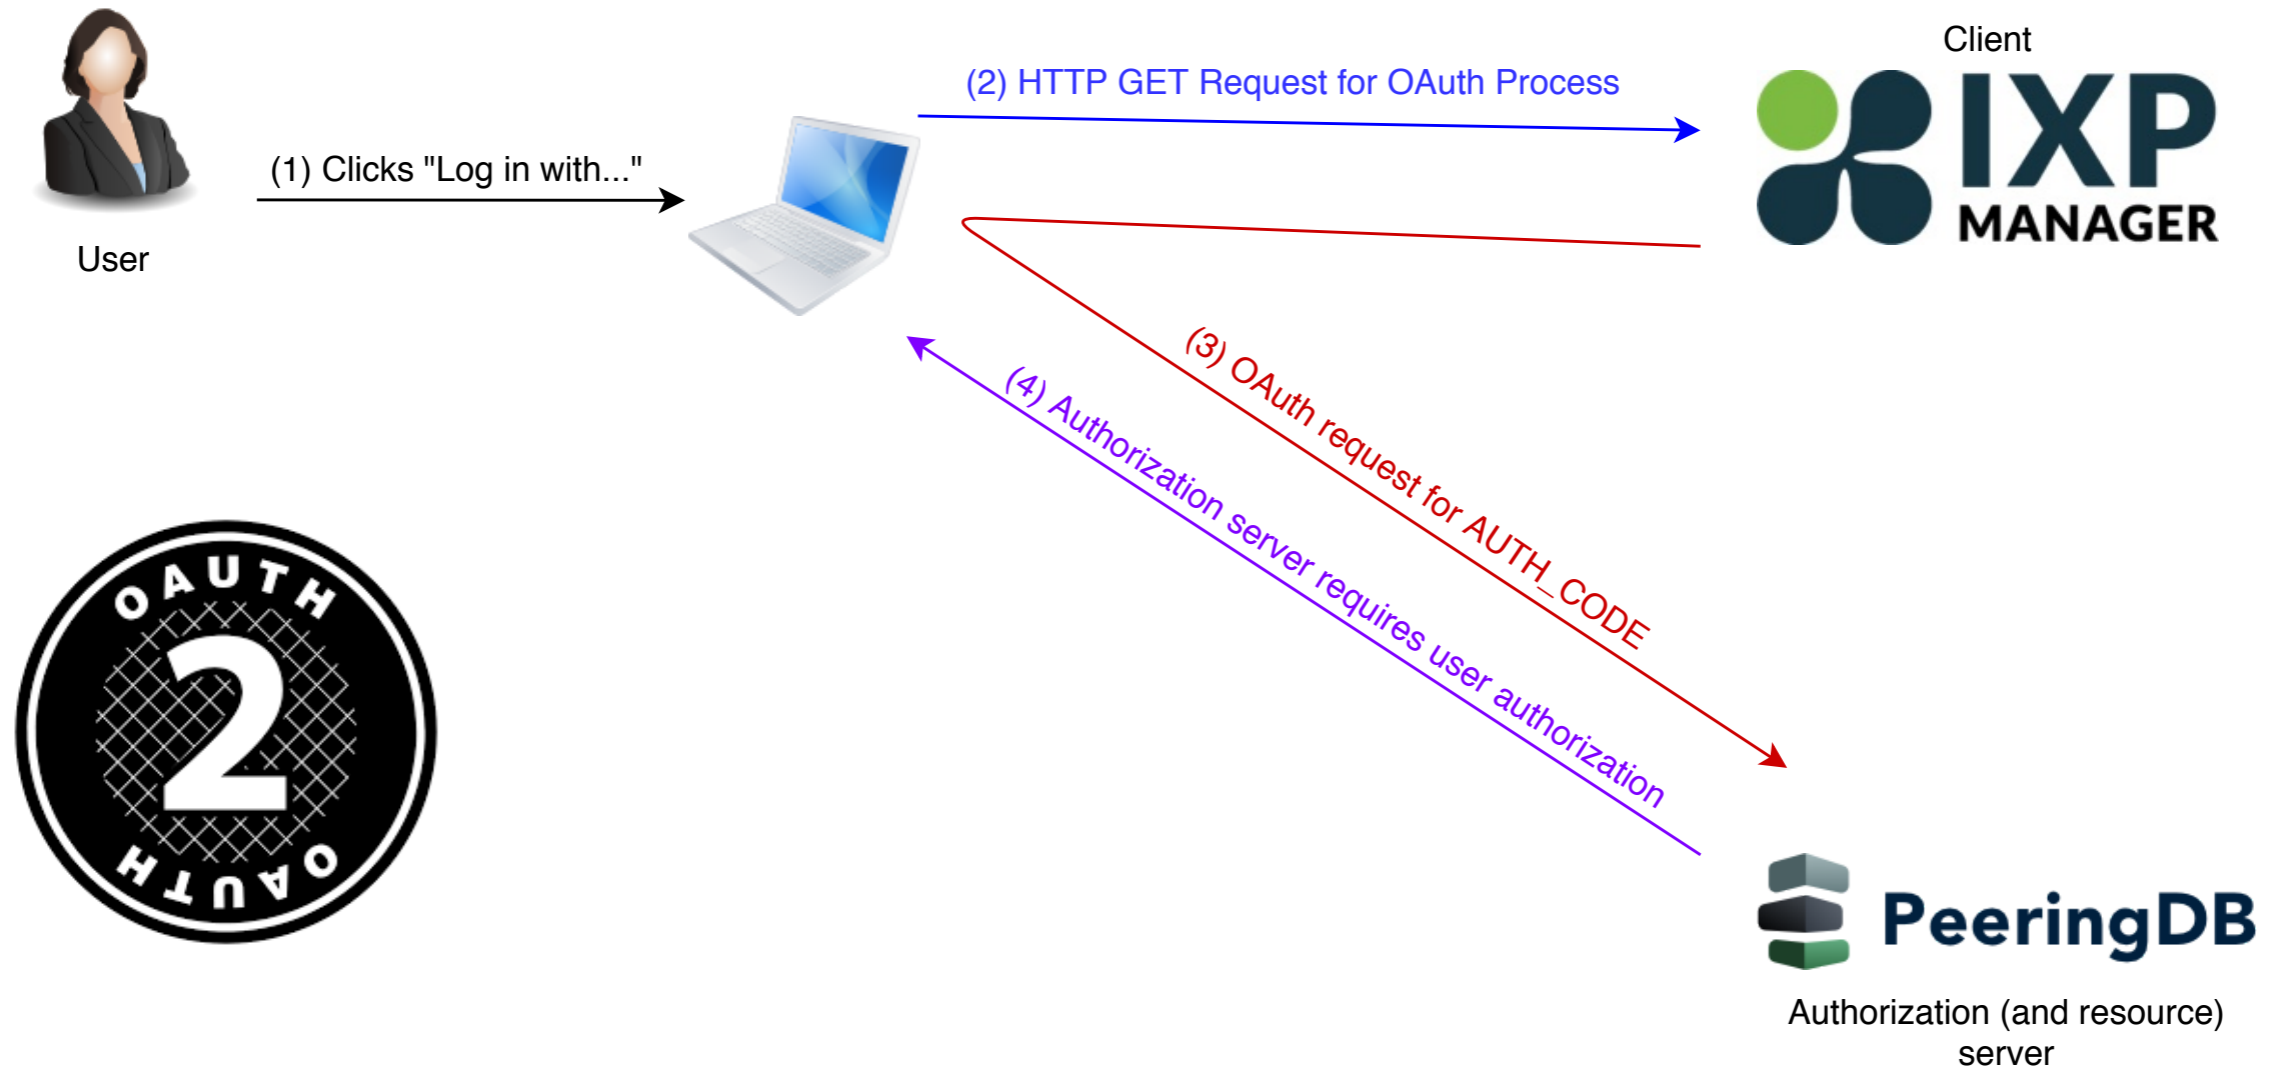 Client
(2) HTTP GET Request for OAuth Process
IXP
MANAGER
(1) Clicks "Log in with..."
User
(3) OAuth request for AUTH_CODE
(4) Authorization server requires user authorization
OAUTH
2
OAUTH
PeeringDB
Authorization (and resource)
server